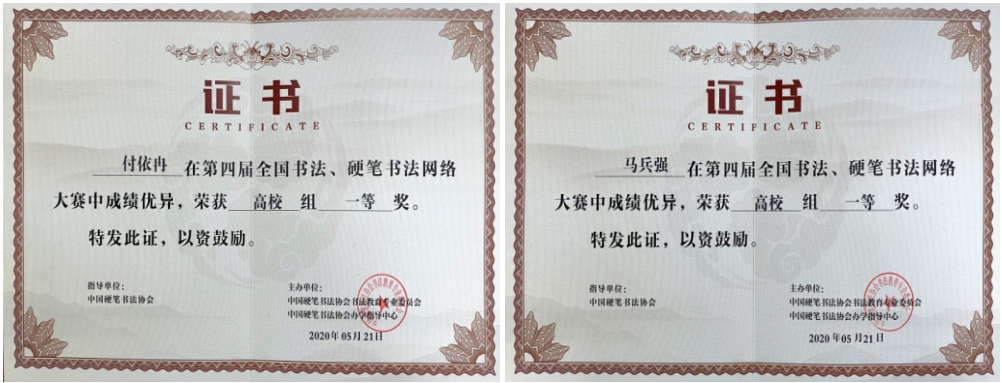 证书
CERTIFICATE
付依冉 在第四届全国书法、硬笔书法网络
大赛中成绩优异，荣获 高校 组 一等 奖。
特发此证，以资鼓励。
指导单位：
中国硬笔书法协会
主办单位：
中国硬笔书法协会书法教育专业委员会
中国硬笔书法协会办学指导中心
2020年05月21日
证书
CERTIFICATE
马兵强 在第四届全国书法、硬笔书法网络
大赛中成绩优异，荣获 高校 组 一等 奖。
特发此证，以资鼓励。
指导单位：
中国硬笔书法协会
主办单位：
中国硬笔书法协会书法教育专业委员会
中国硬笔书法协会办学指导中心
2020年05月21日